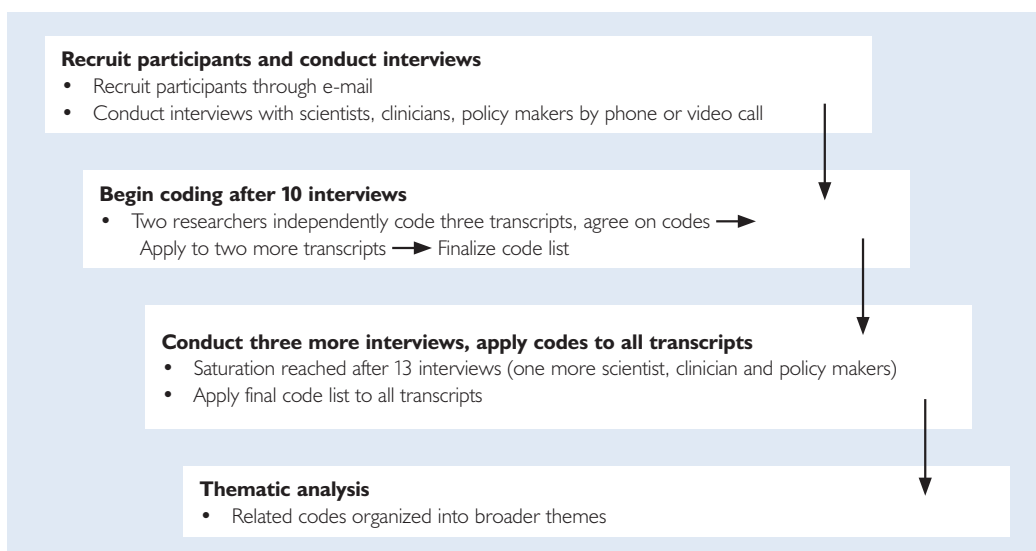 Recruit participants and conduct interviews
• Recruit participants through e-mail
• Conduct interviews with scientists, clinicians, policy makers by phone or video call
Begin coding after 10 interviews
• Two researchers independently code three transcripts, agree on codes →
Apply to two more transcripts → Finalize code list
Conduct three more interviews, apply codes to all transcripts
• Saturation reached after 13 interviews (one more scientist, clinician and policy makers)
• Apply final code list to all transcripts
Thematic analysis
• Related codes organized into broader themes